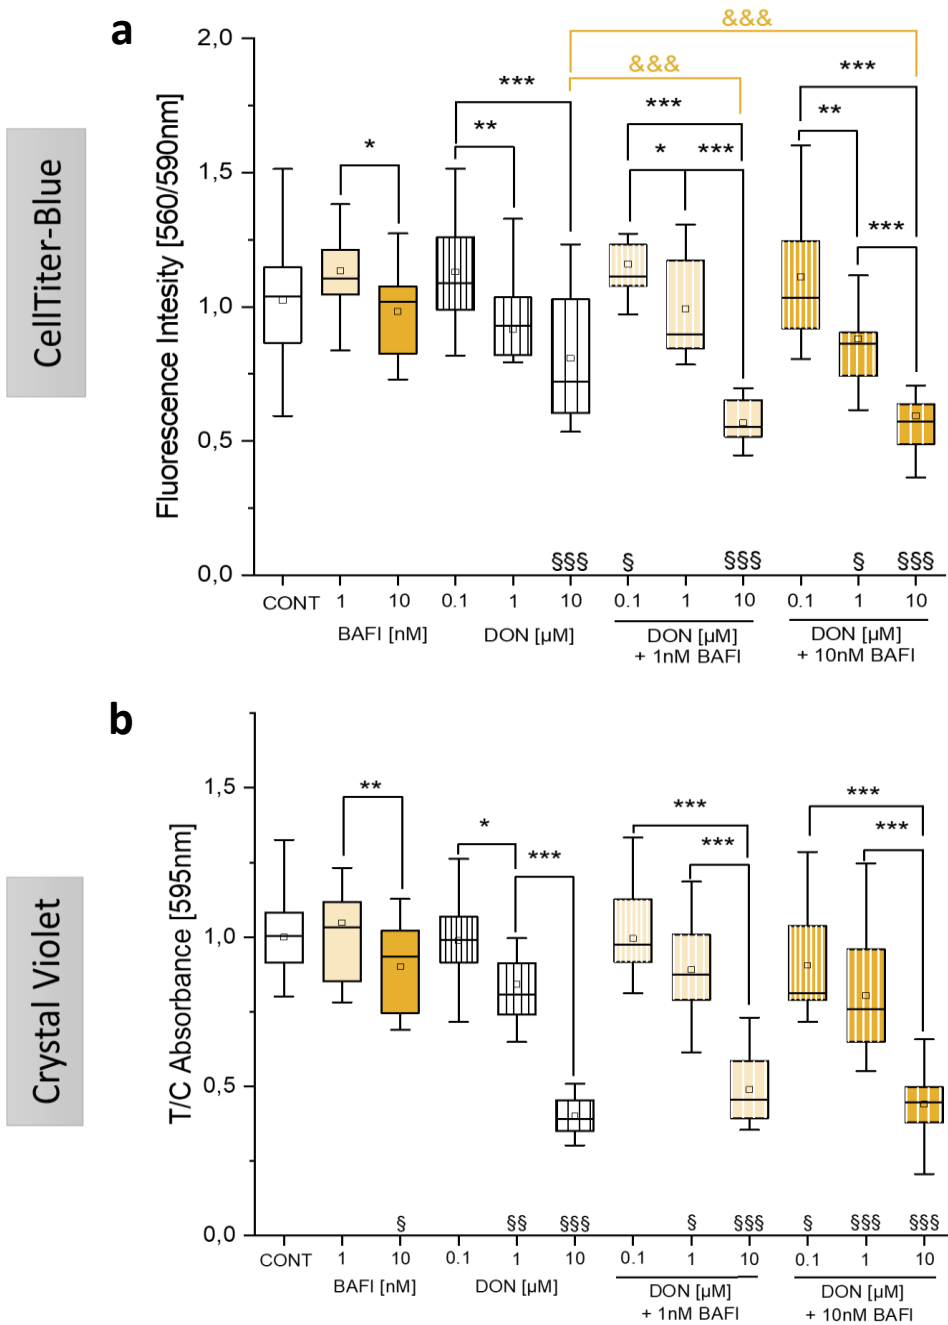 a
CellTiter-Blue
Fluorescence Intesity [560/590nm]
2,0
1,5
1,0
0,5
0,0
&&&
&&&
***
***
***
*
**
*
***
**
***
***
§§§ § §§§ § §§§
CONT 1 10 0.1 1 10 0.1 1 10 0.1 1 10
BAFI [nM] DON [µM] DON [µM] DON [µM]
+ 1nM BAFI + 10nM BAFI
b
Crystal Violet
T/C Absorbance [595nm]
1,5
1,0
0,5
0,0
**
*
***
***
***
***
***
§ §§ §§§ § §§§ § §§§ §§§
CONT 1 10 0.1 1 10 0.1 1 10 0.1 1 10
BAFI [nM] DON [µM] DON [µM] DON [µM]
+ 1nM BAFI + 10nM BAFI